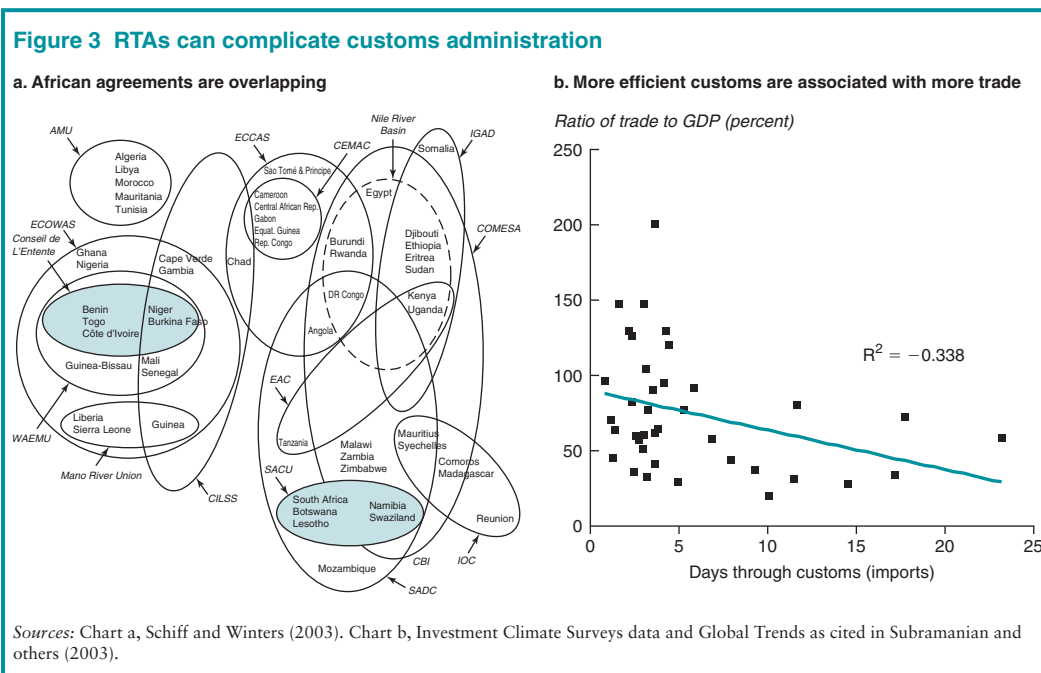 Figure 3 RTAs can complicate customs administration
a. African agreements are overlapping
AMU
Algeria
Libya
Morocco
Mauritania
Tunisia
ECOWAS
Conseil de
L'Entente
Ghana
Nigeria
Cape Verde
Gambia
Benin
Togo
Côte d'Ivoire
Niger
Burkina Faso
Guinea-Bissau
Mali
Senegal
Liberia
Sierra Leone
Guinea
WAEMU
Mano River Union
CILSS
ECCAS
CEMAC
Nile River
Basin
IGAD
Sao Tomé & Principe
Cameroon
Central African Rep.
Gabon
Equat. Guinea
Rep. Congo
Chad
Somalia
Egypt
COMESA
Burundi
Rwanda
Djibouti
Ethiopia
Eritrea
Sudan
DR Congo
Kenya
Uganda
Angola
EAC
Tanzania
Malawi
Zambia
Zimbabwe
Mauritius
Syechelles
Comoros
Madagascar
SACU
South Africa
Botswana
Lesotho
Namibia
Swaziland
Reunion
Mozambique
CBI
IOC
SADC
b. More efficient customs are associated with more trade
Ratio of trade to GDP (percent)
250
200
150
100
50
0
R² = −0.338
0 5 10 15 20 25
Days through customs (imports)
Sources: Chart a, Schiff and Winters (2003). Chart b, Investment Climate Surveys data and Global Trends as cited in Subramanian and
others (2003).